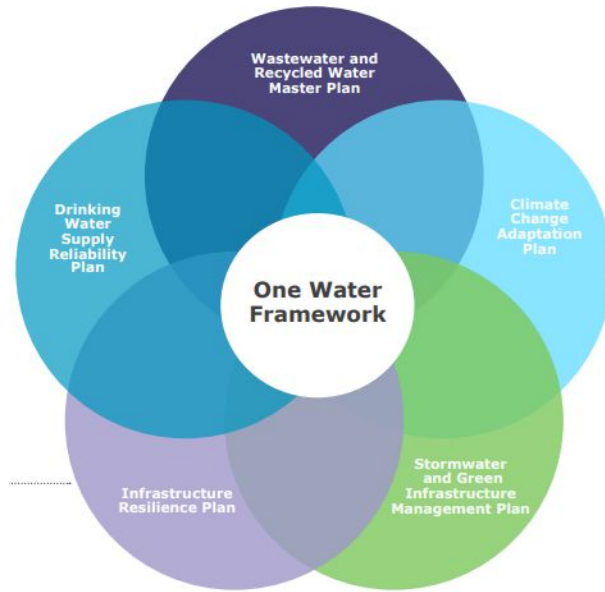 Wastewater and
Recycled Water
Master Plan
Drinking
Water
Supply
Reliability
Plan
Climate
Change
Adaptation
Plan
One Water
Framework
Infrastructure
Resilience Plan
Stormwater
and Green
Infrastructure
Management Plan